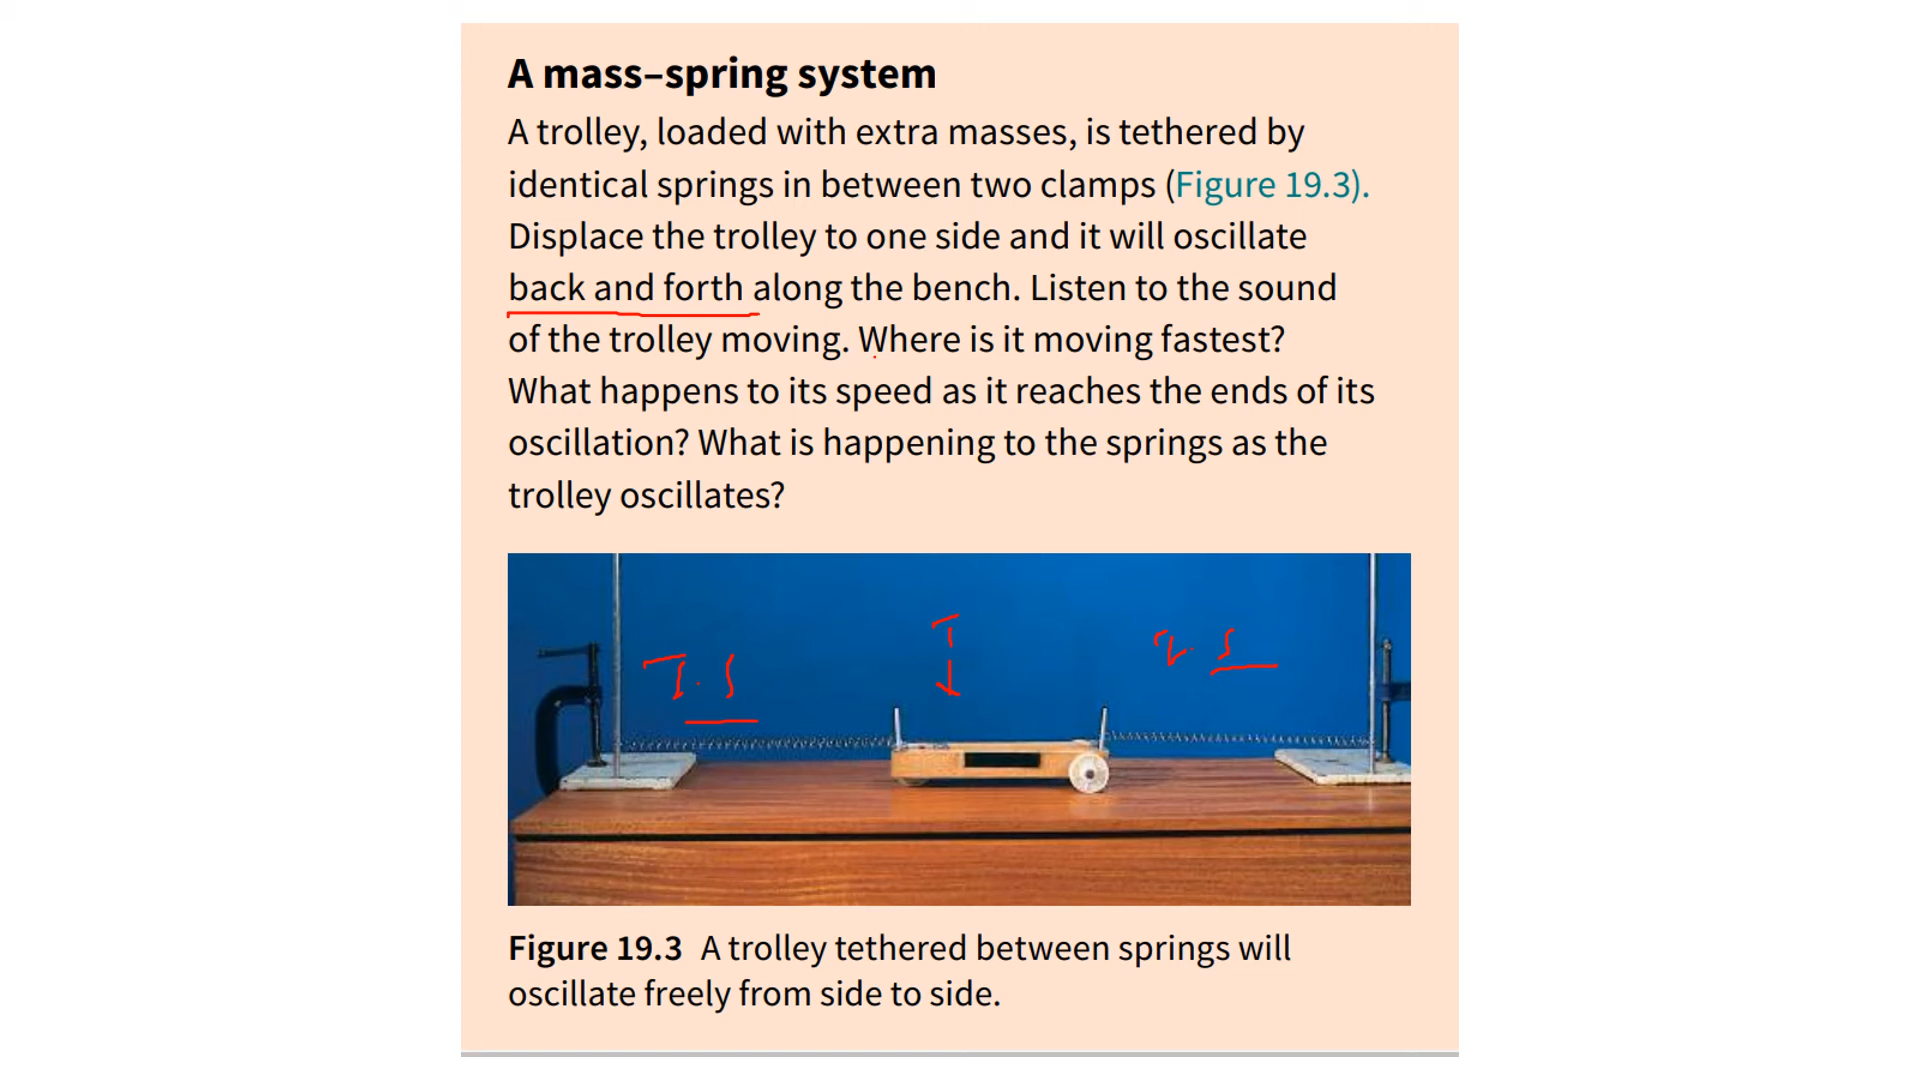 A mass–spring system
A trolley, loaded with extra masses, is tethered by
identical springs in between two clamps (Figure 19.3).
Displace the trolley to one side and it will oscillate
back and forth along the bench. Listen to the sound
of the trolley moving. Where is it moving fastest?
What happens to its speed as it reaches the ends of its
oscillation? What is happening to the springs as the
trolley oscillates?
Figure 19.3 A trolley tethered between springs will
oscillate freely from side to side.